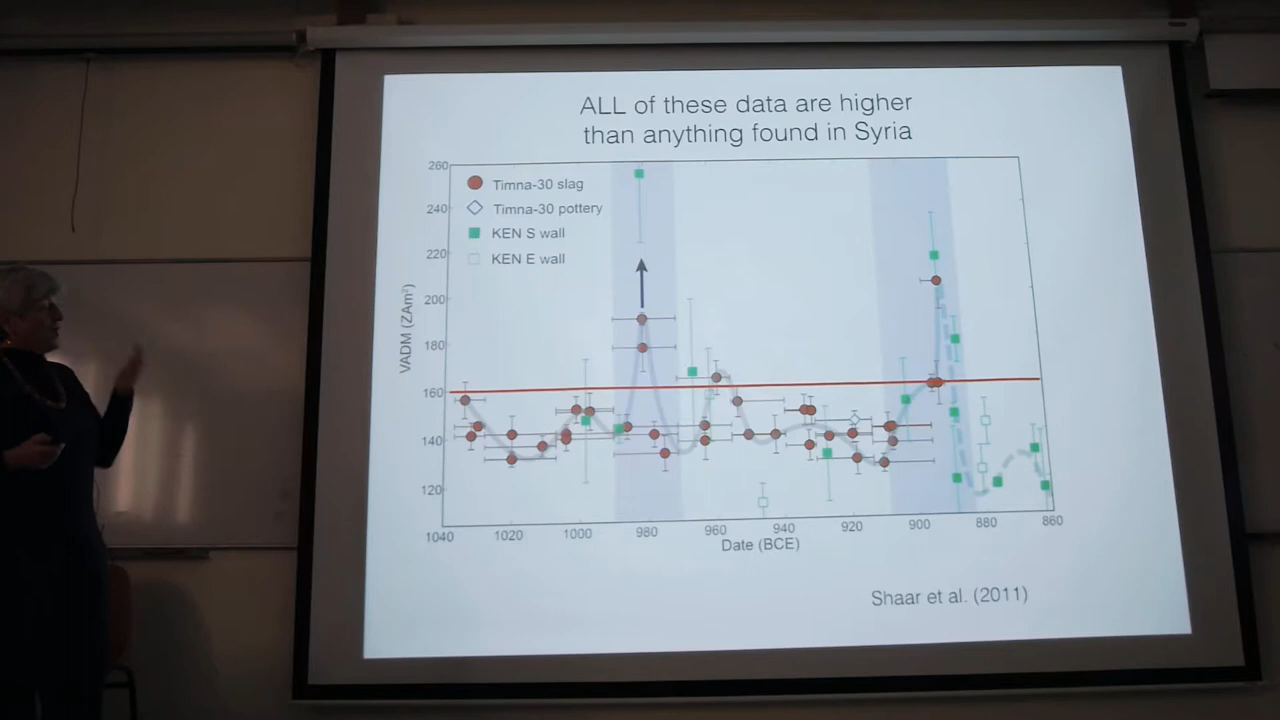 ALL of these data are higher
than anything found in Syria
260
240
220
200
180
160
140
120
VADM (ZAm²)
Timna-30 slag
Timna-30 pottery
KEN S wall
KEN E wall
1040 1020 1000 980 960 940 920 900 880 860
Date (BCE)
Shaar et al. (2011)